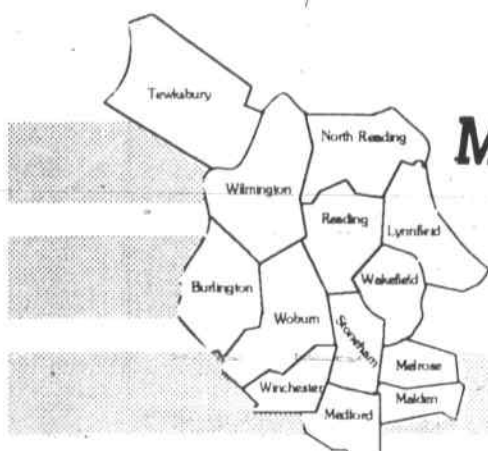 Tewksbury
North Reading
M
Wilmington
Reading
Lynnfield
Burlington
Wakefield
Woburn
Stoneham
Melrose
Winchester
Malden
Medford